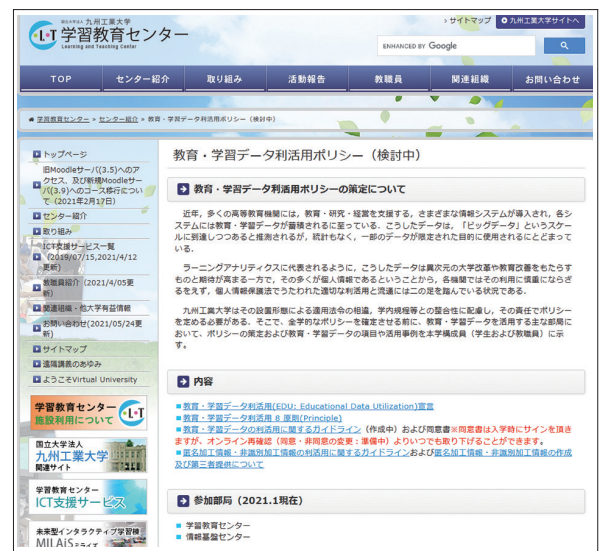 国立大学法人 九州工業大学
学習教育センター
Learning and Teaching Center
サイトマップ
九州工業大学サイトへ
ENHANCED BY Google
TOP センター紹介 取り組み 活動報告 教職員 関連組織 お問い合わせ
学習教育センター » センター紹介 » 教育・学習データ利活用ポリシー（検討中）
トップページ
旧Moodleサーバ(3.5)へのア
クセス、及び新規Moodleサー
バ(3.9)へのコース移行につい
て（2021年2月17日）
センター紹介
取り組み
ICT支援サービス一覧
（2019/07/15,2021/4/12
更新）
教職員紹介（2021/4/05更
新）
関連組織・他大学有益情報
お問い合わせ(2021/05/24更
新)
サイトマップ
遠隔講義のあゆみ
ようこそVirtual University
学習教育センター
施設利用について
L·T
国立大学法人
九州工業大学
関連サイト
学習教育センター
ICT支援サービス
未来型インタラクティブ学習棟
MILAiS
教育・学習データ利活用ポリシー（検討中）
教育・学習データ利活用ポリシーの策定について
近年，多くの高等教育機関には，教育・研究・経営を支援する，さまざまな情報システムが導入され，各シ
ステムには教育・学習データが蓄積されるに至っている．こうしたデータは，「ビッグデータ」というスケー
ルに到達しつつあると推測されるが，統計もなく，一部のデータが限定された目的に使用されるにとどまって
いる．
ラーニングアナリティクスに代表されるように，こうしたデータは異次元の大学改革や教育改善をもたらす
ものと期待が高まる一方で，その多くが個人情報であるということから，各機関ではその利用に慎重にならざ
るをえず，個人情報保護法でうたわれた適切な利活用と流通には二の足を踏んでいる状況である．
九州工業大学はその設置形態による適用法令の相違，学内規程等との整合性に配慮し，その責任でポリシー
を定める必要がある．そこで，全学的なポリシーを確定させる前に，教育・学習データを活用する主な部局に
おいて，ポリシーの策定および教育・学習データの項目や活用事例を本学構成員（学生および教職員）に示
す．
内容
教育・学習データ利活用(EDU: Educational Data Utilization)宣言
教育・学習データ利活用 8 原則(Principle)
教育・学習データの利活用に関するガイドライン（作成中）および同意書※同意書は入学時にサインを頂き
ますが、オンライン再確認（同意・非同意の変更：準備中）よりいつでも取り下げることができます。
匿名加工情報・非識別加工情報の利活用に関するガイドラインおよび匿名加工情報・非識別加工情報の作成
及び第三者提供について
参加部局（2021.1現在）
学習教育センター
情報基盤センター